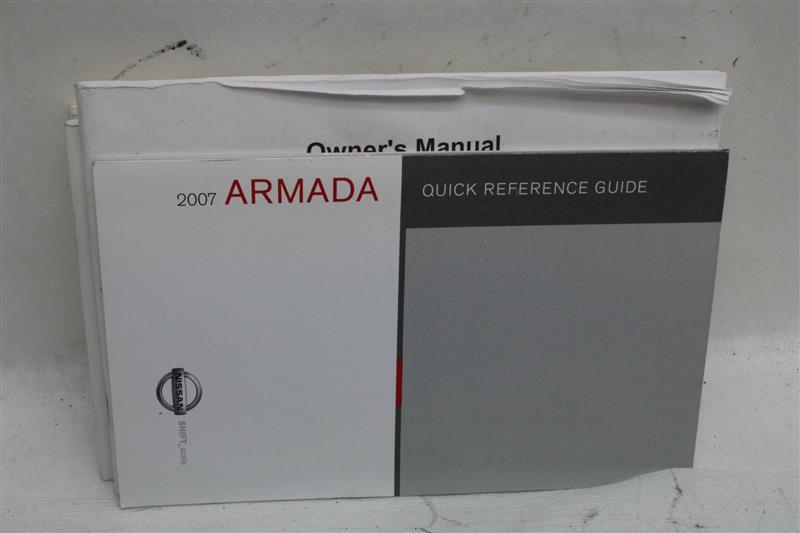 Owner's Manual
2007 ARMADA
QUICK REFERENCE GUIDE
NISSAN
SHIFT_scale